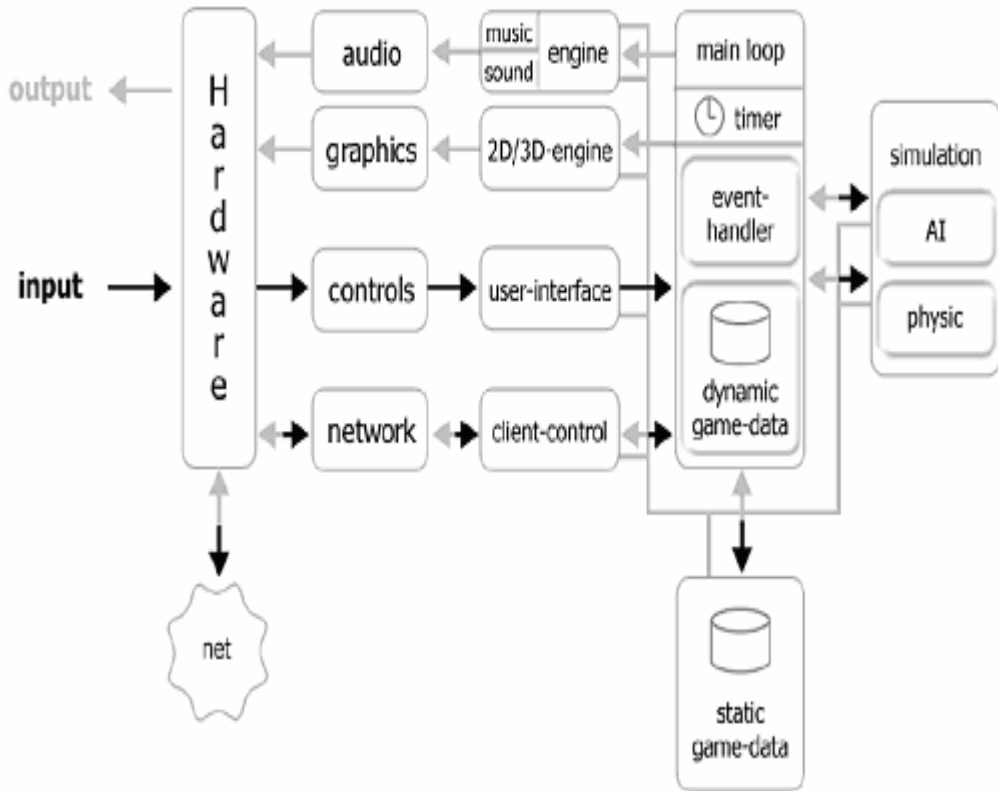 output
input
Hardware
audio
graphics
controls
network
music
sound
engine
2D/3D-engine
user-interface
client-control
main loop
timer
event-
handler
dynamic
game-data
simulation
AI
physic
net
static
game-data